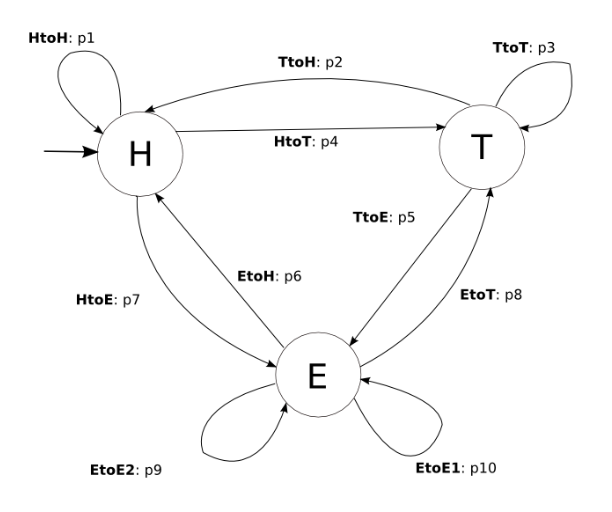 HtoH: p1
TtoT: p3
TtoH: p2
HtoT: p4
H
T
TtoE: p5
EtoH: p6
HtoE: p7
EtoT: p8
E
EtoE2: p9
EtoE1: p10